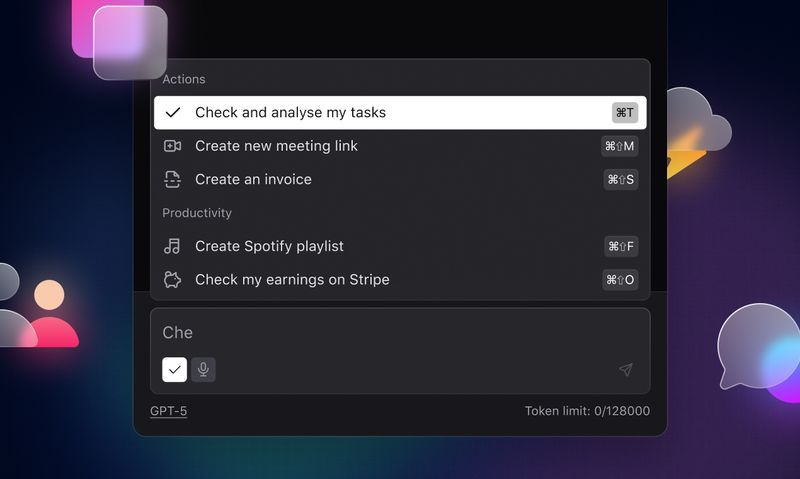 Actions
Check and analyse my tasks ⌘T
Create new meeting link ⌘⇧M
Create an invoice ⌘⇧S
Productivity
Create Spotify playlist ⌘⇧F
Check my earnings on Stripe ⌘⇧O
Che
GPT-5 Token limit: 0/128000